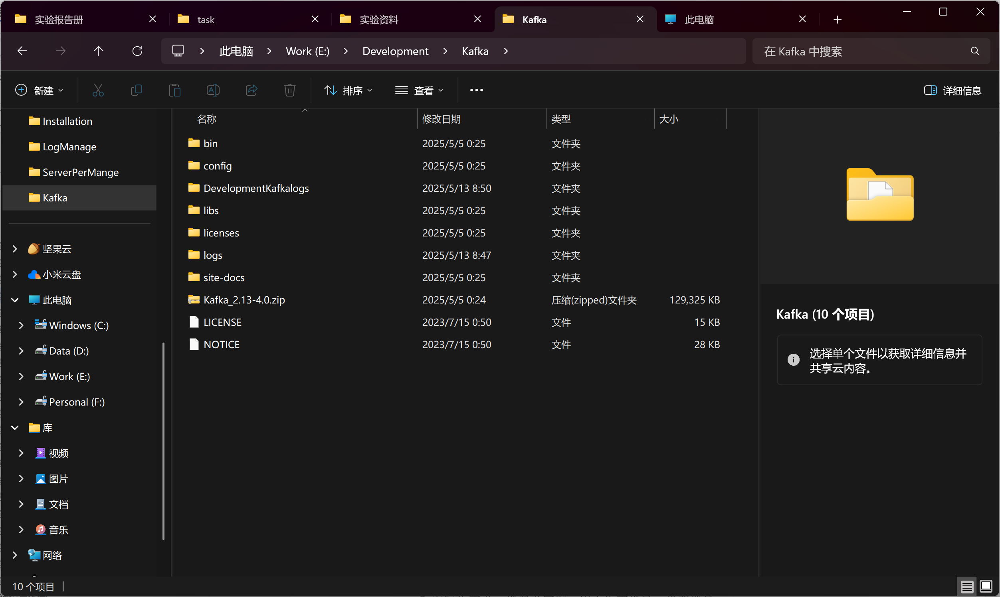 实验报告册
task
实验资料
Kafka
此电脑
此电脑 Work (E:) Development Kafka
在 Kafka 中搜索
新建
排序
查看
详细信息
Installation
LogManage
ServerPerMange
Kafka
坚果云
小米云盘
此电脑
Windows (C:)
Data (D:)
Work (E:)
Personal (F:)
库
视频
图片
文档
音乐
网络
名称 修改日期 类型 大小
bin 2025/5/5 0:25 文件夹
config 2025/5/5 0:25 文件夹
DevelopmentKafkalogs 2025/5/13 8:50 文件夹
libs 2025/5/5 0:25 文件夹
licenses 2025/5/5 0:25 文件夹
logs 2025/5/13 8:47 文件夹
site-docs 2025/5/5 0:25 文件夹
Kafka_2.13-4.0.zip 2025/5/5 0:24 压缩(zipped)文件夹 129,325 KB
LICENSE 2023/7/15 0:50 文件 15 KB
NOTICE 2023/7/15 0:50 文件 28 KB
Kafka (10 个项目)
选择单个文件以获取详细信息并
共享云内容。
10 个项目